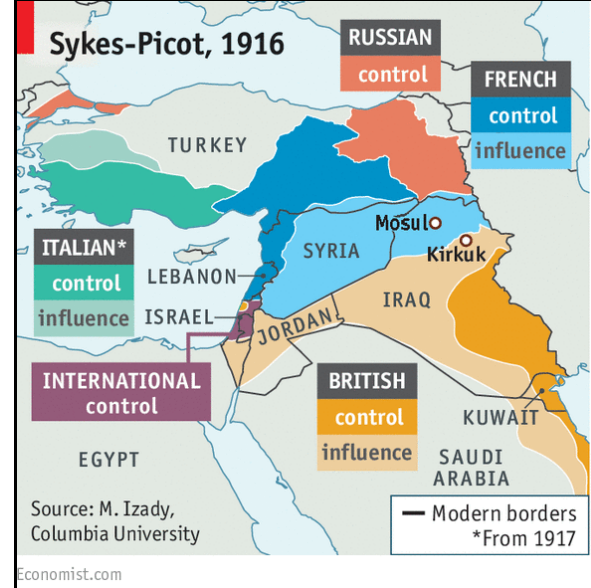 Sykes-Picot, 1916
RUSSIAN
control
FRENCH
control
influence
TURKEY
Mosul
Kirkuk
SYRIA
ITALIAN*
control
influence
LEBANON
ISRAEL
JORDAN
IRAQ
INTERNATIONAL
control
BRITISH
control
influence
KUWAIT
EGYPT
SAUDI
ARABIA
Source: M. Izady,
Columbia University
Modern borders
*From 1917
Economist.com